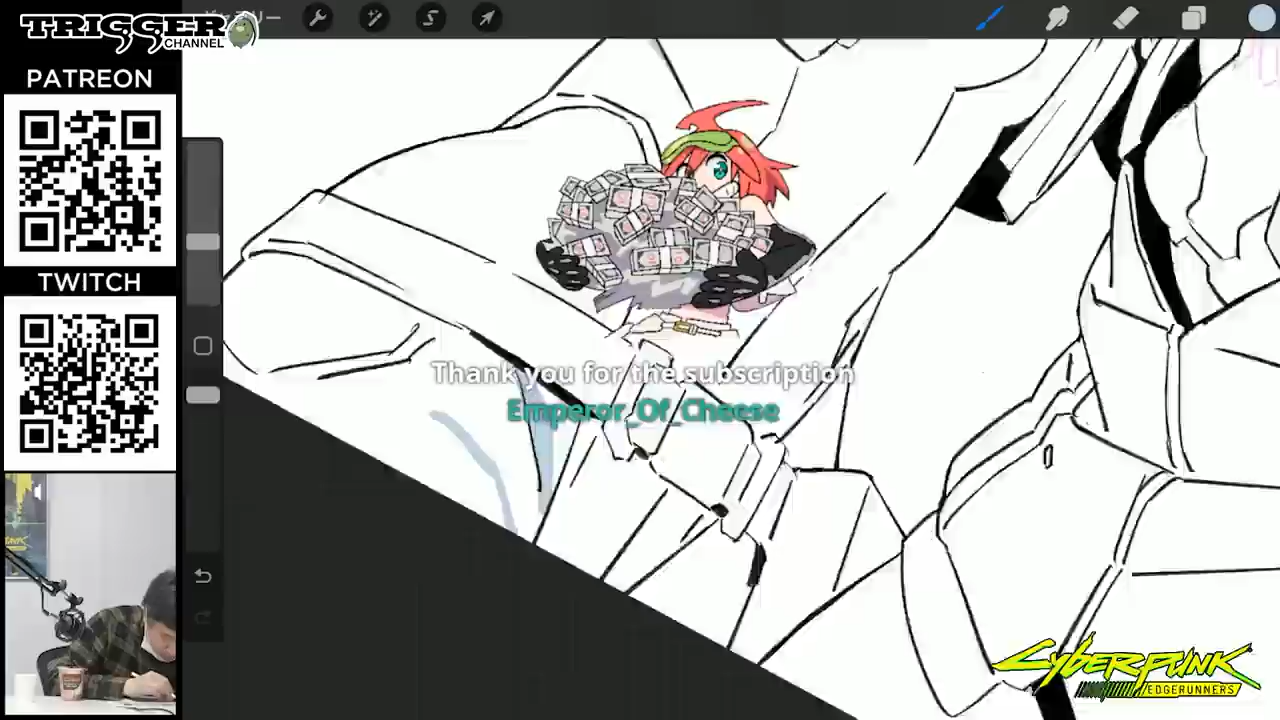 TRIGGER
CHANNEL
PATREON
TWITCH
Thank you for the subscription
Emperor_Of_Cheese
CYBERPUNK
EDGERUNNERS